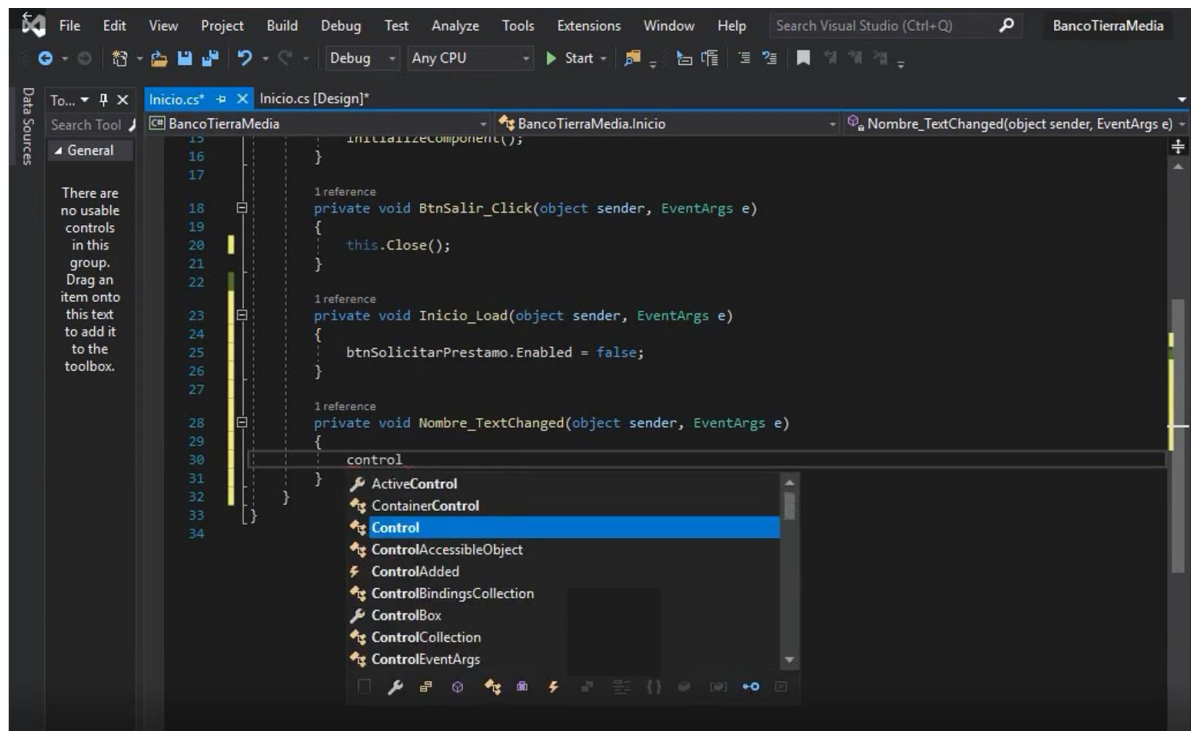 File Edit View Project Build Debug Test Analyze Tools Extensions Window Help Search Visual Studio (Ctrl+Q) BancoTierraMedia
Debug Any CPU Start
Data Sources
To...
Search Tool
General
There are
no usable
controls
in this
group.
Drag an
item onto
this text
to add it
to the
toolbox.
Inicio.cs* Inicio.cs [Design]*
C# BancoTierraMedia BancoTierraMedia.Inicio Nombre_TextChanged(object sender, EventArgs e)
15 InitializeComponent();
16 }
17
1 reference
18 private void BtnSalir_Click(object sender, EventArgs e)
19 {
20 this.Close();
21 }
22
1 reference
23 private void Inicio_Load(object sender, EventArgs e)
24 {
25 btnSolicitarPrestamo.Enabled = false;
26 }
27
1 reference
28 private void Nombre_TextChanged(object sender, EventArgs e)
29 {
30 control
31 }
32 }
33 }
34
ActiveControl
ContainerControl
Control
ControlAccessibleObject
ControlAdded
ControlBindingsCollection
ControlBox
ControlCollection
ControlEventArgs